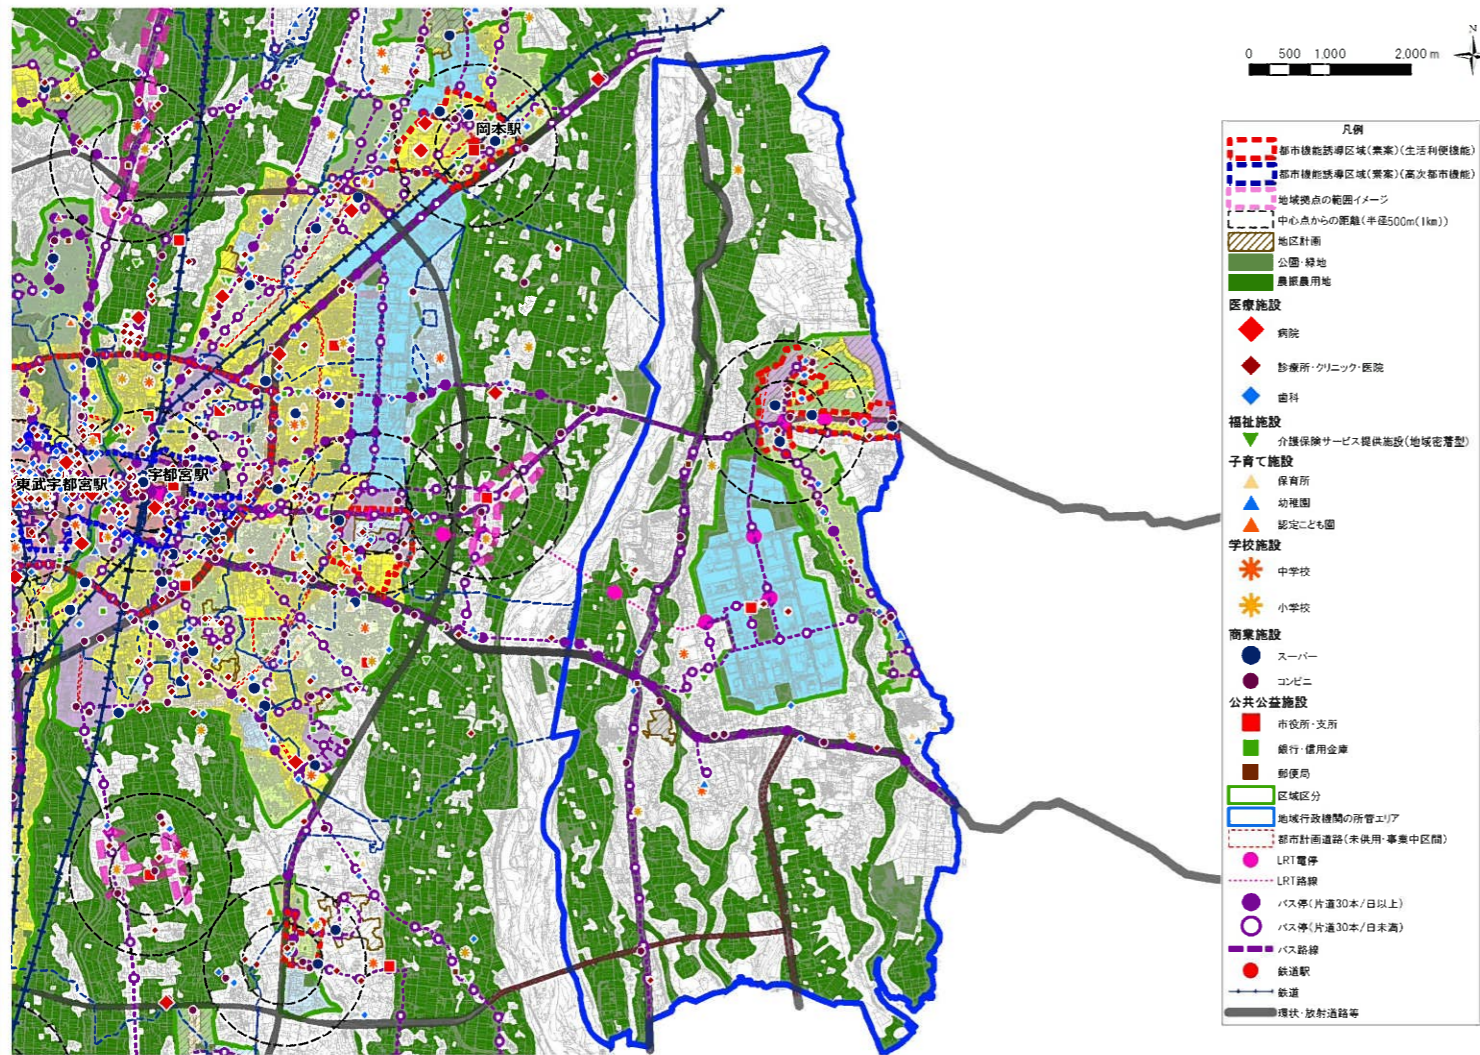 N
0 500 1,000 2,000 m
岡本駅
宇都宮駅
東武宇都宮駅
凡例
都市機能誘導区域(素案)(生活利便機能)
都市機能誘導区域(素案)(高次都市機能)
地域拠点の範囲イメージ
中心点からの距離(半径500m(1km))
地区計画
公園・緑地
農振農用地
医療施設
病院
診療所・クリニック・医院
歯科
福祉施設
介護保険サービス提供施設(地域密着型)
子育て施設
保育所
幼稚園
認定こども園
学校施設
中学校
小学校
商業施設
スーパー
コンビニ
公共公益施設
市役所・支所
銀行・信用金庫
郵便局
区域区分
地域行政機関の所管エリア
都市計画道路(未供用・事業中区間)
LRT電停
LRT路線
バス停(片道30本/日以上)
バス停(片道30本/日未満)
バス路線
鉄道駅
鉄道
環状・放射道路等